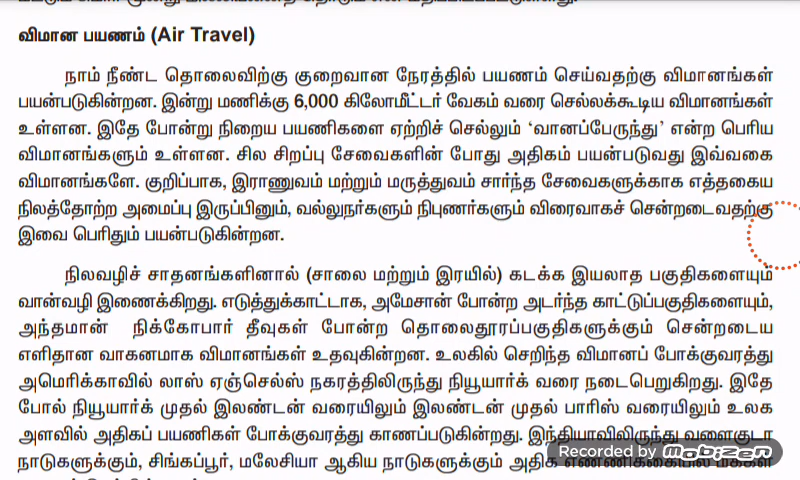 விமான பயணம் (Air Travel)
நாம் நீண்ட தொலைவிற்கு குறைவான நேரத்தில் பயணம் செய்வதற்கு விமானங்கள்
பயன்படுகின்றன. இன்று மணிக்கு 6,000 கிலோமீட்டர் வேகம் வரை செல்லக்கூடிய விமானங்கள்
உள்ளன. இதே போன்று நிறைய பயணிகளை ஏற்றிச் செல்லும் ‘வானப்பேருந்து’ என்ற பெரிய
விமானங்களும் உள்ளன. சில சிறப்பு சேவைகளின் போது அதிகம் பயன்படுவது இவ்வகை
விமானங்களே. குறிப்பாக, இராணுவம் மற்றும் மருத்துவம் சார்ந்த சேவைகளுக்காக எத்தகைய
நிலத்தோற்ற அமைப்பு இருப்பினும், வல்லுநர்களும் நிபுணர்களும் விரைவாகச் சென்றடைவதற்கு
இவை பெரிதும் பயன்படுகின்றன.
நிலவழிச் சாதனங்களினால் (சாலை மற்றும் இரயில்) கடக்க இயலாத பகுதிகளையும்
வான்வழி இணைக்கிறது. எடுத்துக்காட்டாக, அமேசான் போன்ற அடர்ந்த காட்டுப்பகுதிகளையும்,
அந்தமான் நிக்கோபார் தீவுகள் போன்ற தொலைதூரப்பகுதிகளுக்கும் சென்றடைய
எளிதான வாகனமாக விமானங்கள் உதவுகின்றன. உலகில் செறிந்த விமானப் போக்குவரத்து
அமெரிக்காவில் லாஸ் ஏஞ்செல்ஸ் நகரத்திலிருந்து நியூயார்க் வரை நடைபெறுகிறது. இதே
போல் நியூயார்க் முதல் இலண்டன் வரையிலும் இலண்டன் முதல் பாரிஸ் வரையிலும் உலக
அளவில் அதிகப் பயணிகள் போக்குவரத்து காணப்படுகின்றது. இந்தியாவிலிருந்து வளைகுடா
நாடுகளுக்கும், சிங்கப்பூர், மலேசியா ஆகிய நாடுகளுக்கும் அதிக எண்ணிக்கையில் மக்கள்
Recorded by Mobizen